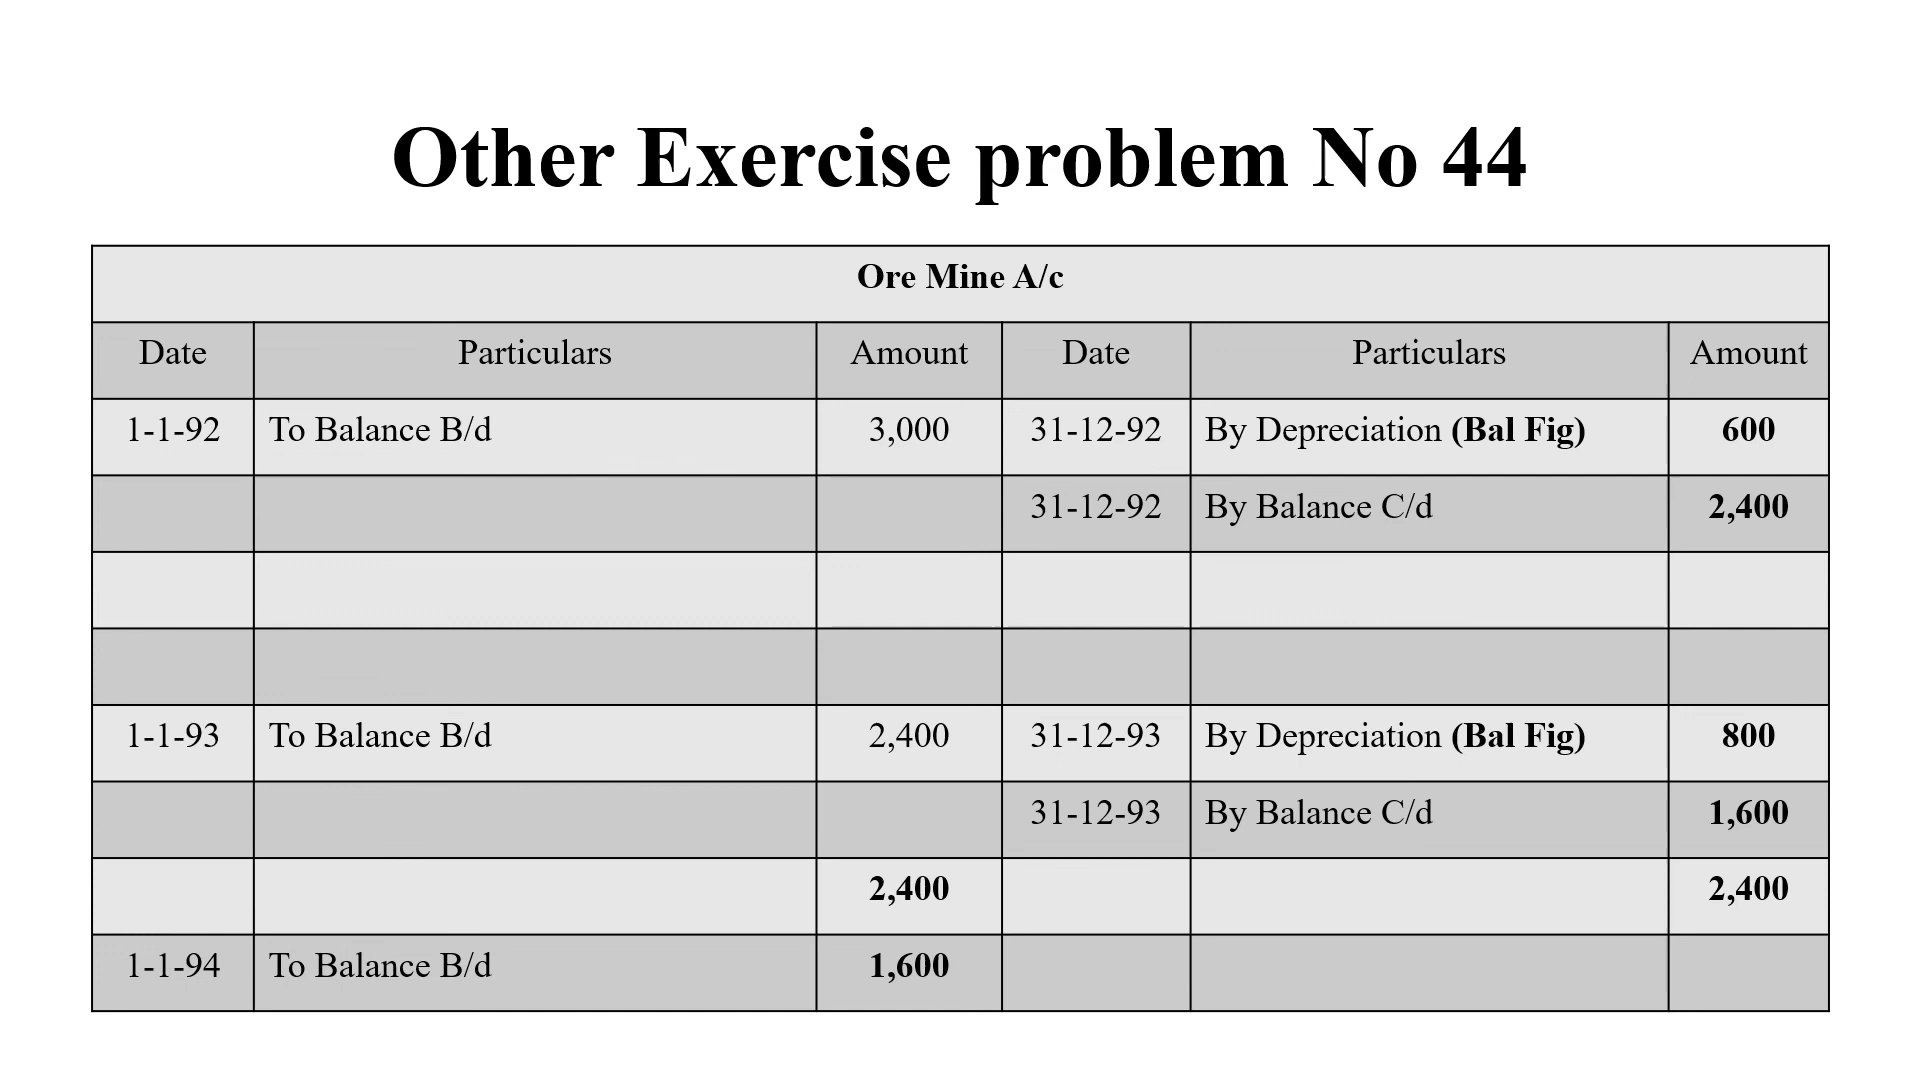 Other Exercise problem No 44
Ore Mine A/c
Date Particulars Amount Date Particulars Amount
1-1-92 To Balance B/d 3,000 31-12-92 By Depreciation (Bal Fig) 600
31-12-92 By Balance C/d 2,400
1-1-93 To Balance B/d 2,400 31-12-93 By Depreciation (Bal Fig) 800
31-12-93 By Balance C/d 1,600
2,400 2,400
1-1-94 To Balance B/d 1,600